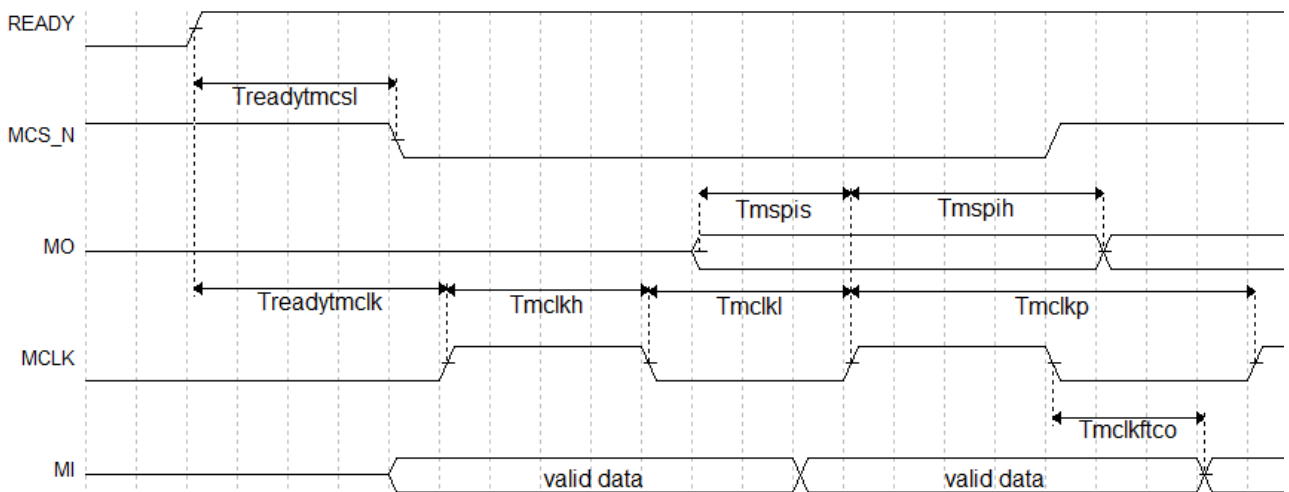 READY
Treadytmcsl
MCS_N
Tmspis Tmspih
MO
Treadytmclk Tmclkh Tmclkl Tmclkp
MCLK
Tmclkftco
MI valid data valid data